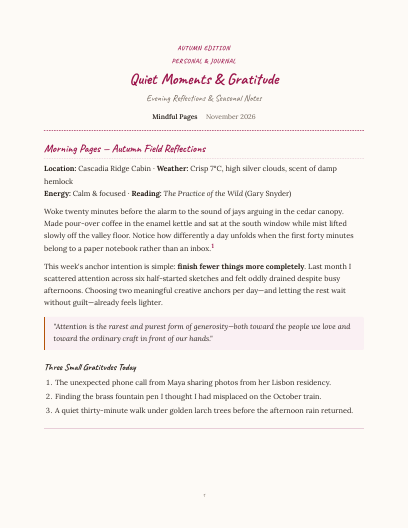 AUTUMN EDITION
PERSONAL & JOURNAL
Quiet Moments & Gratitude
Evening Reflections & Seasonal Notes
Mindful Pages November 2026
Morning Pages — Autumn Field Reflections
Location: Cascadia Ridge Cabin · Weather: Crisp 7°C, high silver clouds, scent of damp
hemlock
Energy: Calm & focused · Reading: The Practice of the Wild (Gary Snyder)
Woke twenty minutes before the alarm to the sound of jays arguing in the cedar canopy.
Made pour-over coffee in the enamel kettle and sat at the south window while mist lifted
slowly off the valley floor. Notice how differently a day unfolds when the first forty minutes
belong to a paper notebook rather than an inbox.1
This week's anchor intention is simple: finish fewer things more completely. Last month I
scattered attention across six half-started sketches and felt oddly drained despite busy
afternoons. Choosing two meaningful creative anchors per day—and letting the rest wait
without guilt—already feels lighter.
"Attention is the rarest and purest form of generosity—both toward the people we love and
toward the ordinary craft in front of our hands."
Three Small Gratitudes Today
1. The unexpected phone call from Maya sharing photos from her Lisbon residency.
2. Finding the brass fountain pen I thought I had misplaced on the October train.
3. A quiet thirty-minute walk under golden larch trees before the afternoon rain returned.